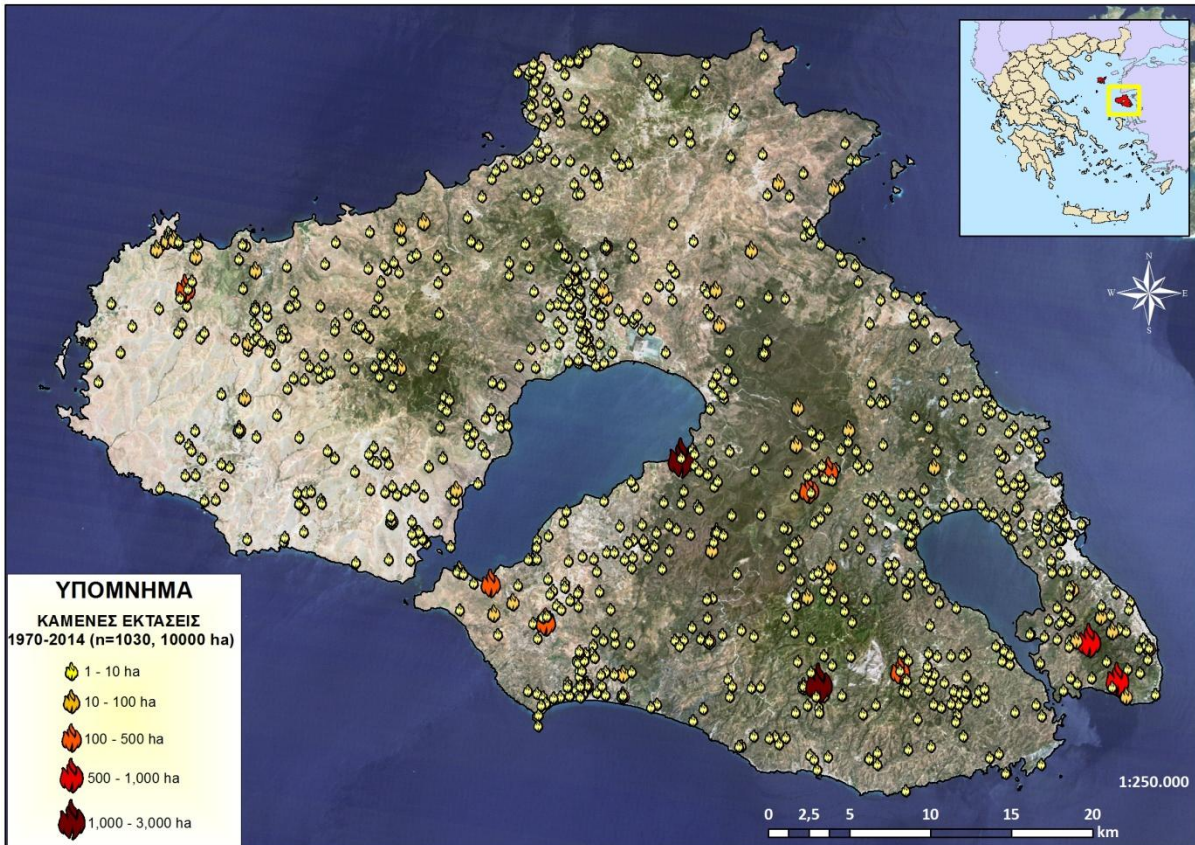 N
W
E
S
ΥΠΟΜΝΗΜΑ
ΚΑΜΕΝΕΣ ΕΚΤΑΣΕΙΣ
1970-2014 (n=1030, 10000 ha)
1 - 10 ha
10 - 100 ha
100 - 500 ha
500 - 1,000 ha
1,000 - 3,000 ha
1:250.000
0 2,5 5 10 15 20
km